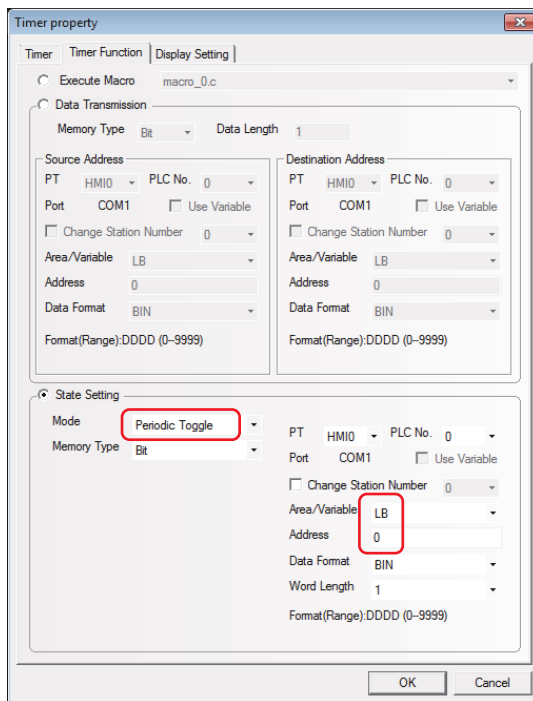 Timer property
Timer Timer Function Display Setting
Execute Macro macro_0.c
Data Transmission
Memory Type Bit Data Length 1
Source Address
PT HMI0 PLC No. 0
Port COM1 Use Variable
Change Station Number 0
Area/Variable LB
Address 0
Data Format BIN
Format(Range):DDDD (0--9999)
Destination Address
PT HMI0 PLC No. 0
Port COM1 Use Variable
Change Station Number 0
Area/Variable LB
Address 0
Data Format BIN
Format(Range):DDDD (0--9999)
State Setting
Mode Periodic Toggle
Memory Type Bit
PT HMI0 PLC No. 0
Port COM1 Use Variable
Change Station Number 0
Area/Variable LB
Address 0
Data Format BIN
Word Length 1
Format(Range):DDDD (0--9999)
OK Cancel